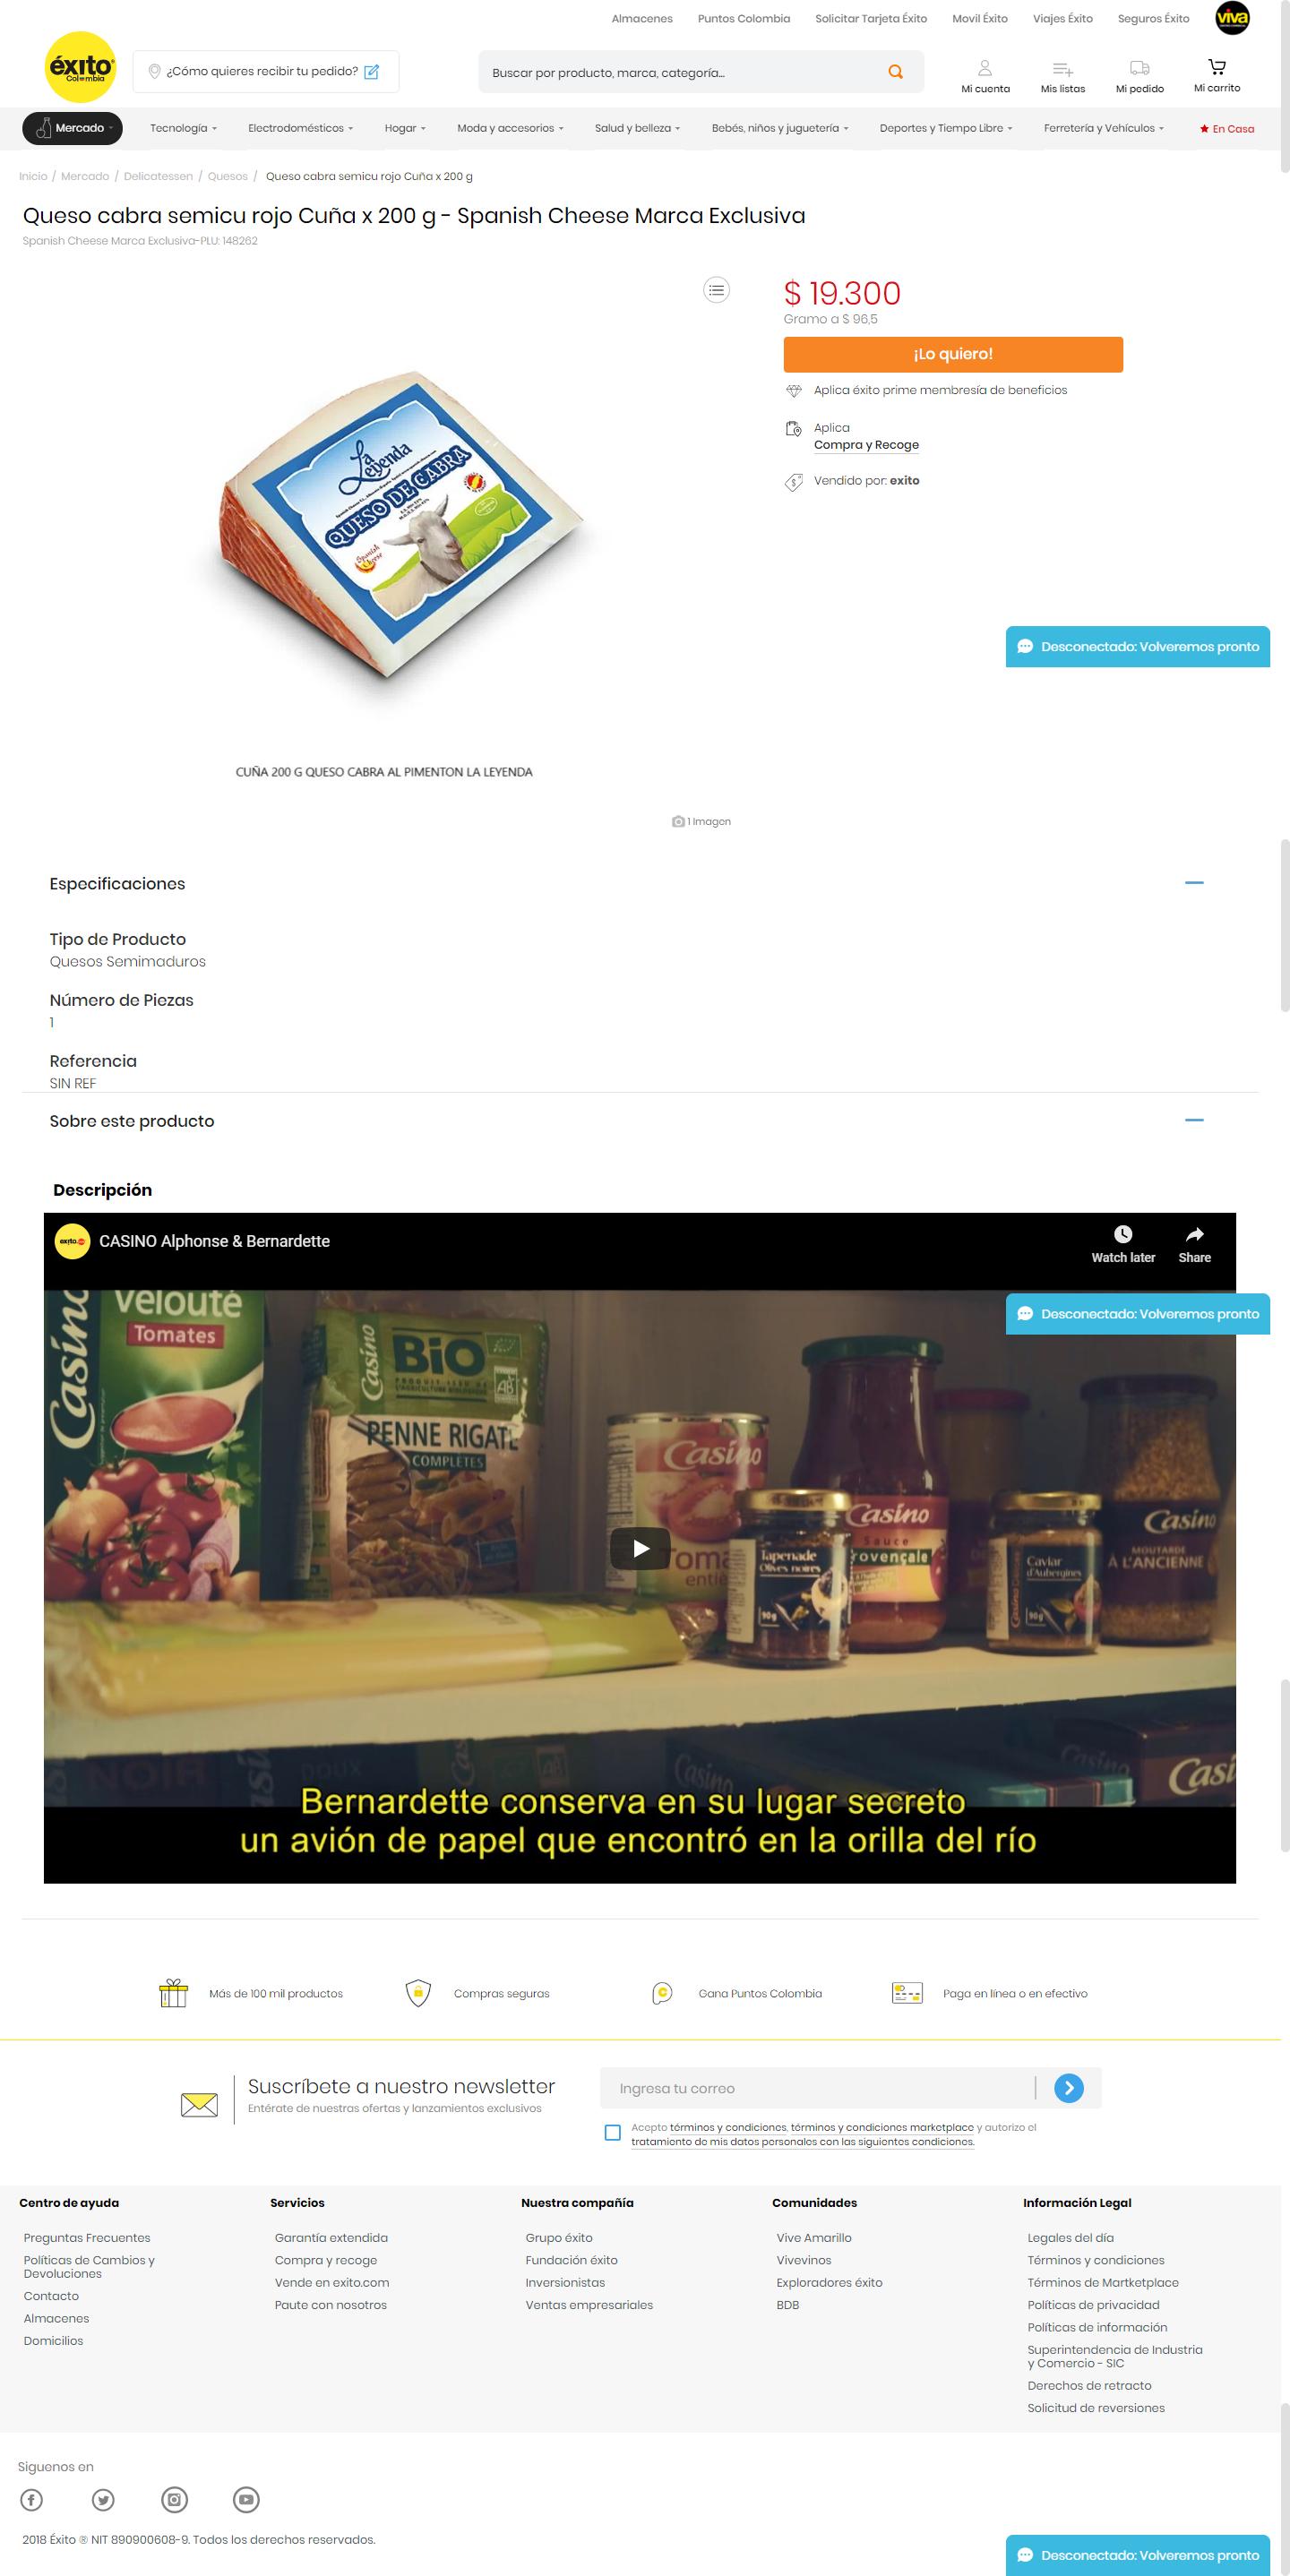 Almacenes
Puntos Colombia
Solicitar Tarjeta Éxito
Movil Éxito
Viajes Éxito
Seguros Éxito
viva
éxito
Colombia
¿Cómo quieres recibir tu pedido?
Buscar por producto, marca, categoría...
Mi cuenta
Mis listas
Mi pedido
Mi carrito
Mercado
Tecnología
Electrodomésticos
Hogar
Moda y accesorios
Salud y belleza
Bebés, niños y juguetería
Deportes y Tiempo Libre
Ferretería y Vehículos
En Casa
Inicio / Mercado / Delicatessen / Quesos / Queso cabra semicu rojo Cuña x 200 g
Queso cabra semicu rojo Cuña x 200 g - Spanish Cheese Marca Exclusiva
Spanish Cheese Marca Exclusiva-PLU: 148262
$ 19.300
Gramo a $ 96,5
¡Lo quiero!
Aplica éxito prime membresía de beneficios
Aplica
Compra y Recoge
Vendido por: exito
La Leyenda
QUESO DE CABRA
Spanish Cheese
Desconectado: Volveremos pronto
CUÑA 200 G QUESO CABRA AL PIMENTON LA LEYENDA
1 Imagen
Especificaciones
Tipo de Producto
Quesos Semimaduros
Número de Piezas
1
Referencia
SIN REF
Sobre este producto
Descripción
exito.com
CASINO Alphonse & Bernardette
Watch later
Share
Desconectado: Volveremos pronto
Casino
Velouté
Tomates
Casino
BIO
AB
PENNE RIGATE
COMPLÈTES
Casino
Tapenade
Olives noires
90g
Casino
Sauce
Provençale
Caviar
d'Aubergines
90g
Casino
MOUTARDE
À L'ANCIENNE
NOIR
Casino
Casino
Casi
Bernardette conserva en su lugar secreto
un avión de papel que encontró en la orilla del río
Más de 100 mil productos
Compras seguras
Gana Puntos Colombia
Paga en línea o en efectivo
Suscríbete a nuestro newsletter
Entérate de nuestras ofertas y lanzamientos exclusivos
Ingresa tu correo
Acepto términos y condiciones, términos y condiciones marketplace y autorizo el
tratamiento de mis datos personales con las siguientes condiciones.
Centro de ayuda
Preguntas Frecuentes
Políticas de Cambios y
Devoluciones
Contacto
Almacenes
Domicilios
Servicios
Garantía extendida
Compra y recoge
Vende en exito.com
Paute con nosotros
Nuestra compañía
Grupo éxito
Fundación éxito
Inversionistas
Ventas empresariales
Comunidades
Vive Amarillo
Vivevinos
Exploradores éxito
BDB
Información Legal
Legales del día
Términos y condiciones
Términos de Martketplace
Políticas de privacidad
Políticas de información
Superintendencia de Industria
y Comercio - SIC
Derechos de retracto
Solicitud de reversiones
Siguenos en
2018 Éxito ® NIT 890900608-9. Todos los derechos reservados.
Desconectado: Volveremos pronto